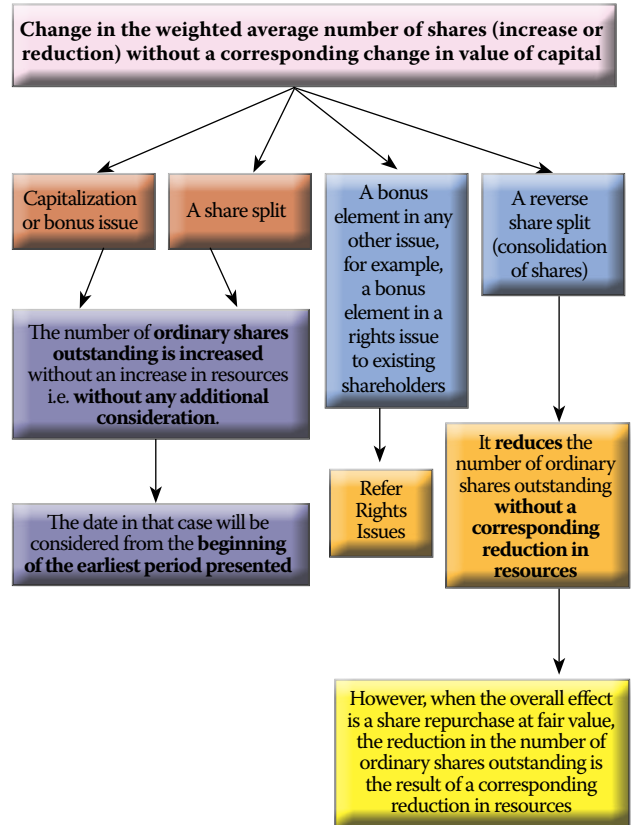 Change in the weighted average number of shares (increase or
reduction) without a corresponding change in value of capital
Capitalization
or bonus issue
A share split
A bonus
element in any
other issue,
for example,
a bonus
element in a
rights issue
to existing
shareholders
A reverse
share split
(consolidation
of shares)
The number of ordinary shares
outstanding is increased
without an increase in resources
i.e. without any additional
consideration.
Refer
Rights
Issues
It reduces the
number of ordinary
shares outstanding
without a
corresponding
reduction in
resources
The date in that case will be
considered from the beginning
of the earliest period presented
However, when the overall effect
is a share repurchase at fair value,
the reduction in the number of
ordinary shares outstanding is
the result of a corresponding
reduction in resources